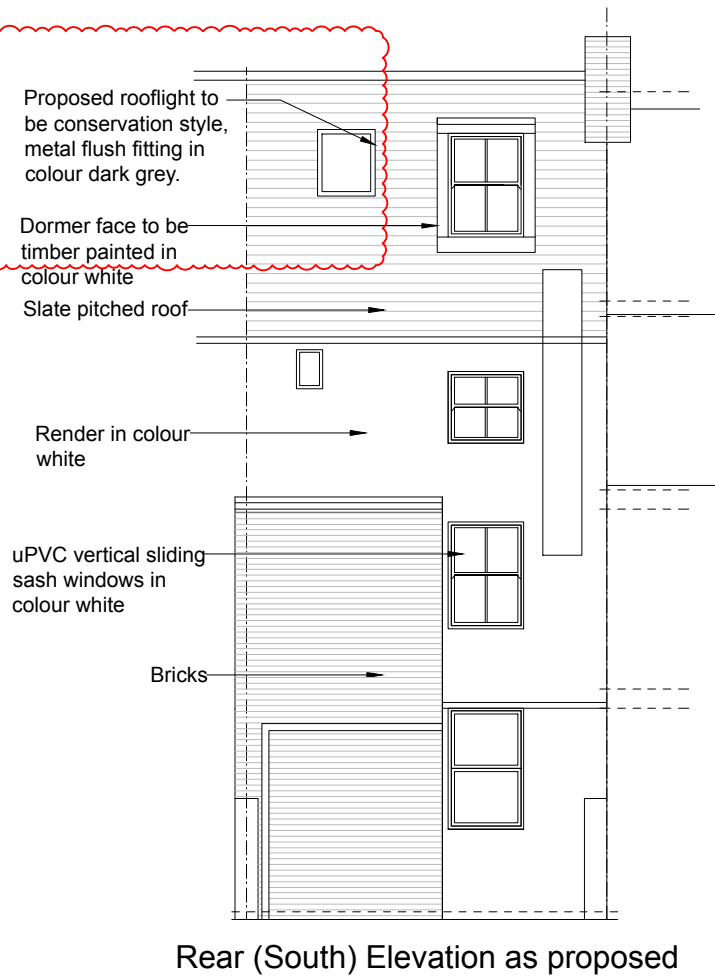 Proposed rooflight to
be conservation style,
metal flush fitting in
colour dark grey.
Dormer face to be
timber painted in
colour white
Slate pitched roof
Render in colour
white
uPVC vertical sliding
sash windows in
colour white
Bricks
Rear (South) Elevation as proposed